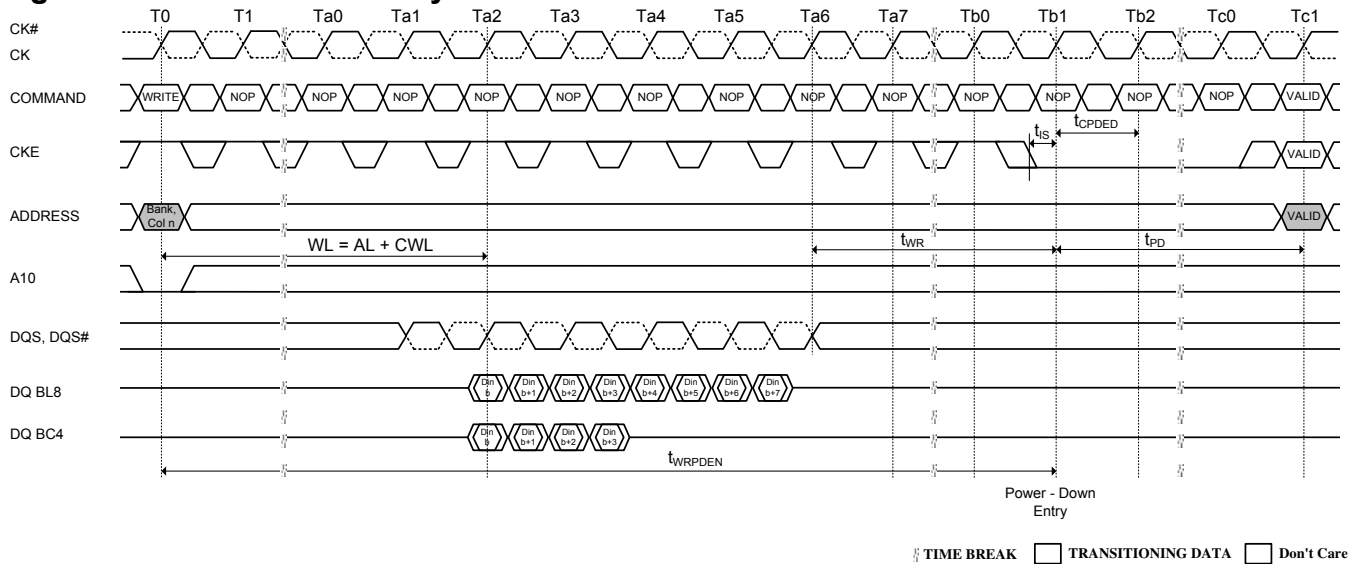 T0 T1 Ta0 Ta1 Ta2 Ta3 Ta4 Ta5 Ta6 Ta7 Tb0 Tb1 Tb2 Tc0 Tc1
CK#
CK
COMMAND WRITE NOP NOP NOP NOP NOP NOP NOP NOP NOP NOP NOP NOP NOP VALID
tIS tCPDED
CKE VALID
ADDRESS Bank, Col n VALID
WL = AL + CWL tWR tPD
A10
DQS, DQS#
DQ BL8 Din b Din b+1 Din b+2 Din b+3 Din b+4 Din b+5 Din b+6 Din b+7
DQ BC4 Din b Din b+1 Din b+2 Din b+3
tWRPDEN
Power - Down
Entry
TIME BREAK TRANSITIONING DATA Don't Care